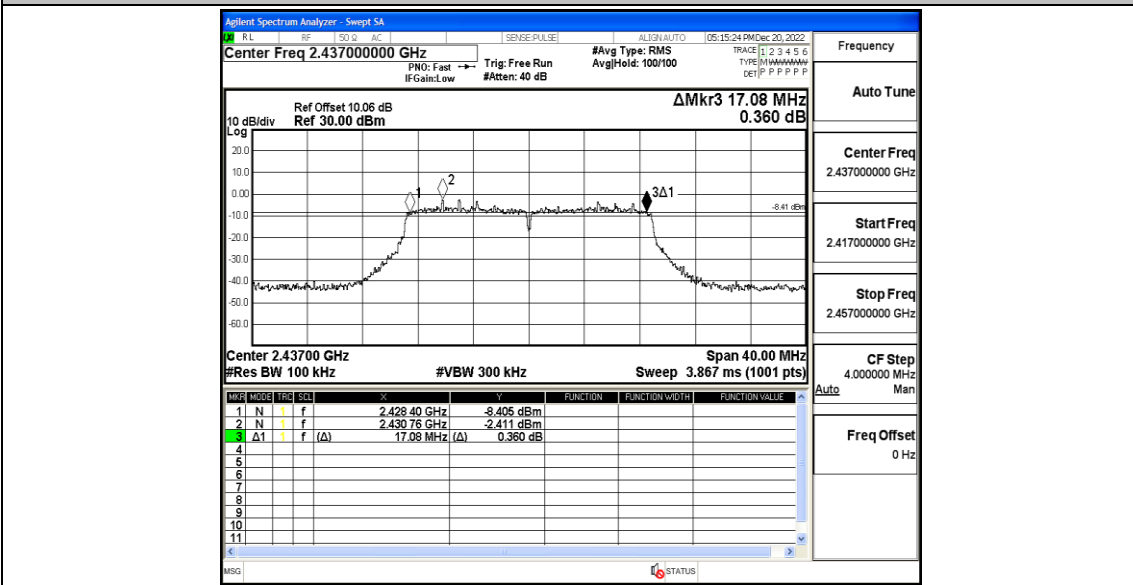 Agilent Spectrum Analyzer - Swept SA
RL RF 50 Ω AC SENSE:PULSE ALIGN AUTO 05:15:24 PM Dec 20, 2022
Center Freq 2.437000000 GHz
PNO: Fast
IFGain:Low
Trig: Free Run
#Atten: 40 dB
#Avg Type: RMS
Avg|Hold: 100/100
TRACE 1 2 3 4 5 6
TYPE M WWWWW
DET P P P P P P
Frequency
Auto Tune
Center Freq
2.437000000 GHz
Start Freq
2.417000000 GHz
Stop Freq
2.457000000 GHz
CF Step
4.000000 MHz
Auto Man
Freq Offset
0 Hz
Ref Offset 10.06 dB
10 dB/div Ref 30.00 dBm
Log
ΔMkr3 17.08 MHz
0.360 dB
20.0
10.0
0.00
-10.0
-20.0
-30.0
-40.0
-50.0
-60.0
1
2
3Δ1
-8.41 dBm
Center 2.43700 GHz Span 40.00 MHz
#Res BW 100 kHz #VBW 300 kHz Sweep 3.867 ms (1001 pts)
MKR MODE TRC SCL X Y FUNCTION FUNCTION WIDTH FUNCTION VALUE
1 N 1 f 2.428 40 GHz -8.405 dBm
2 N 1 f 2.430 76 GHz -2.411 dBm
3 Δ1 1 f (Δ) 17.08 MHz (Δ) 0.360 dB
4
5
6
7
8
9
10
11
MSG STATUS